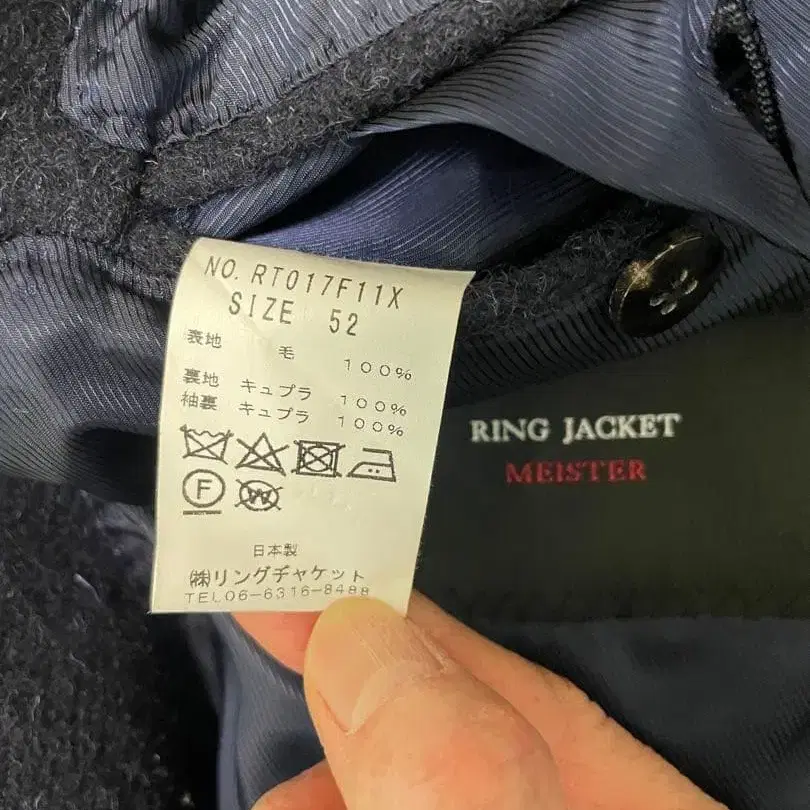 NO. RT017F11X
SIZE 52
表地 毛 100%
裏地 キュプラ 100%
袖裏 キュプラ 100%
F
W
日本製
㈱リングヂャケット
TEL06-6316-8488
RING JACKET
MEISTER